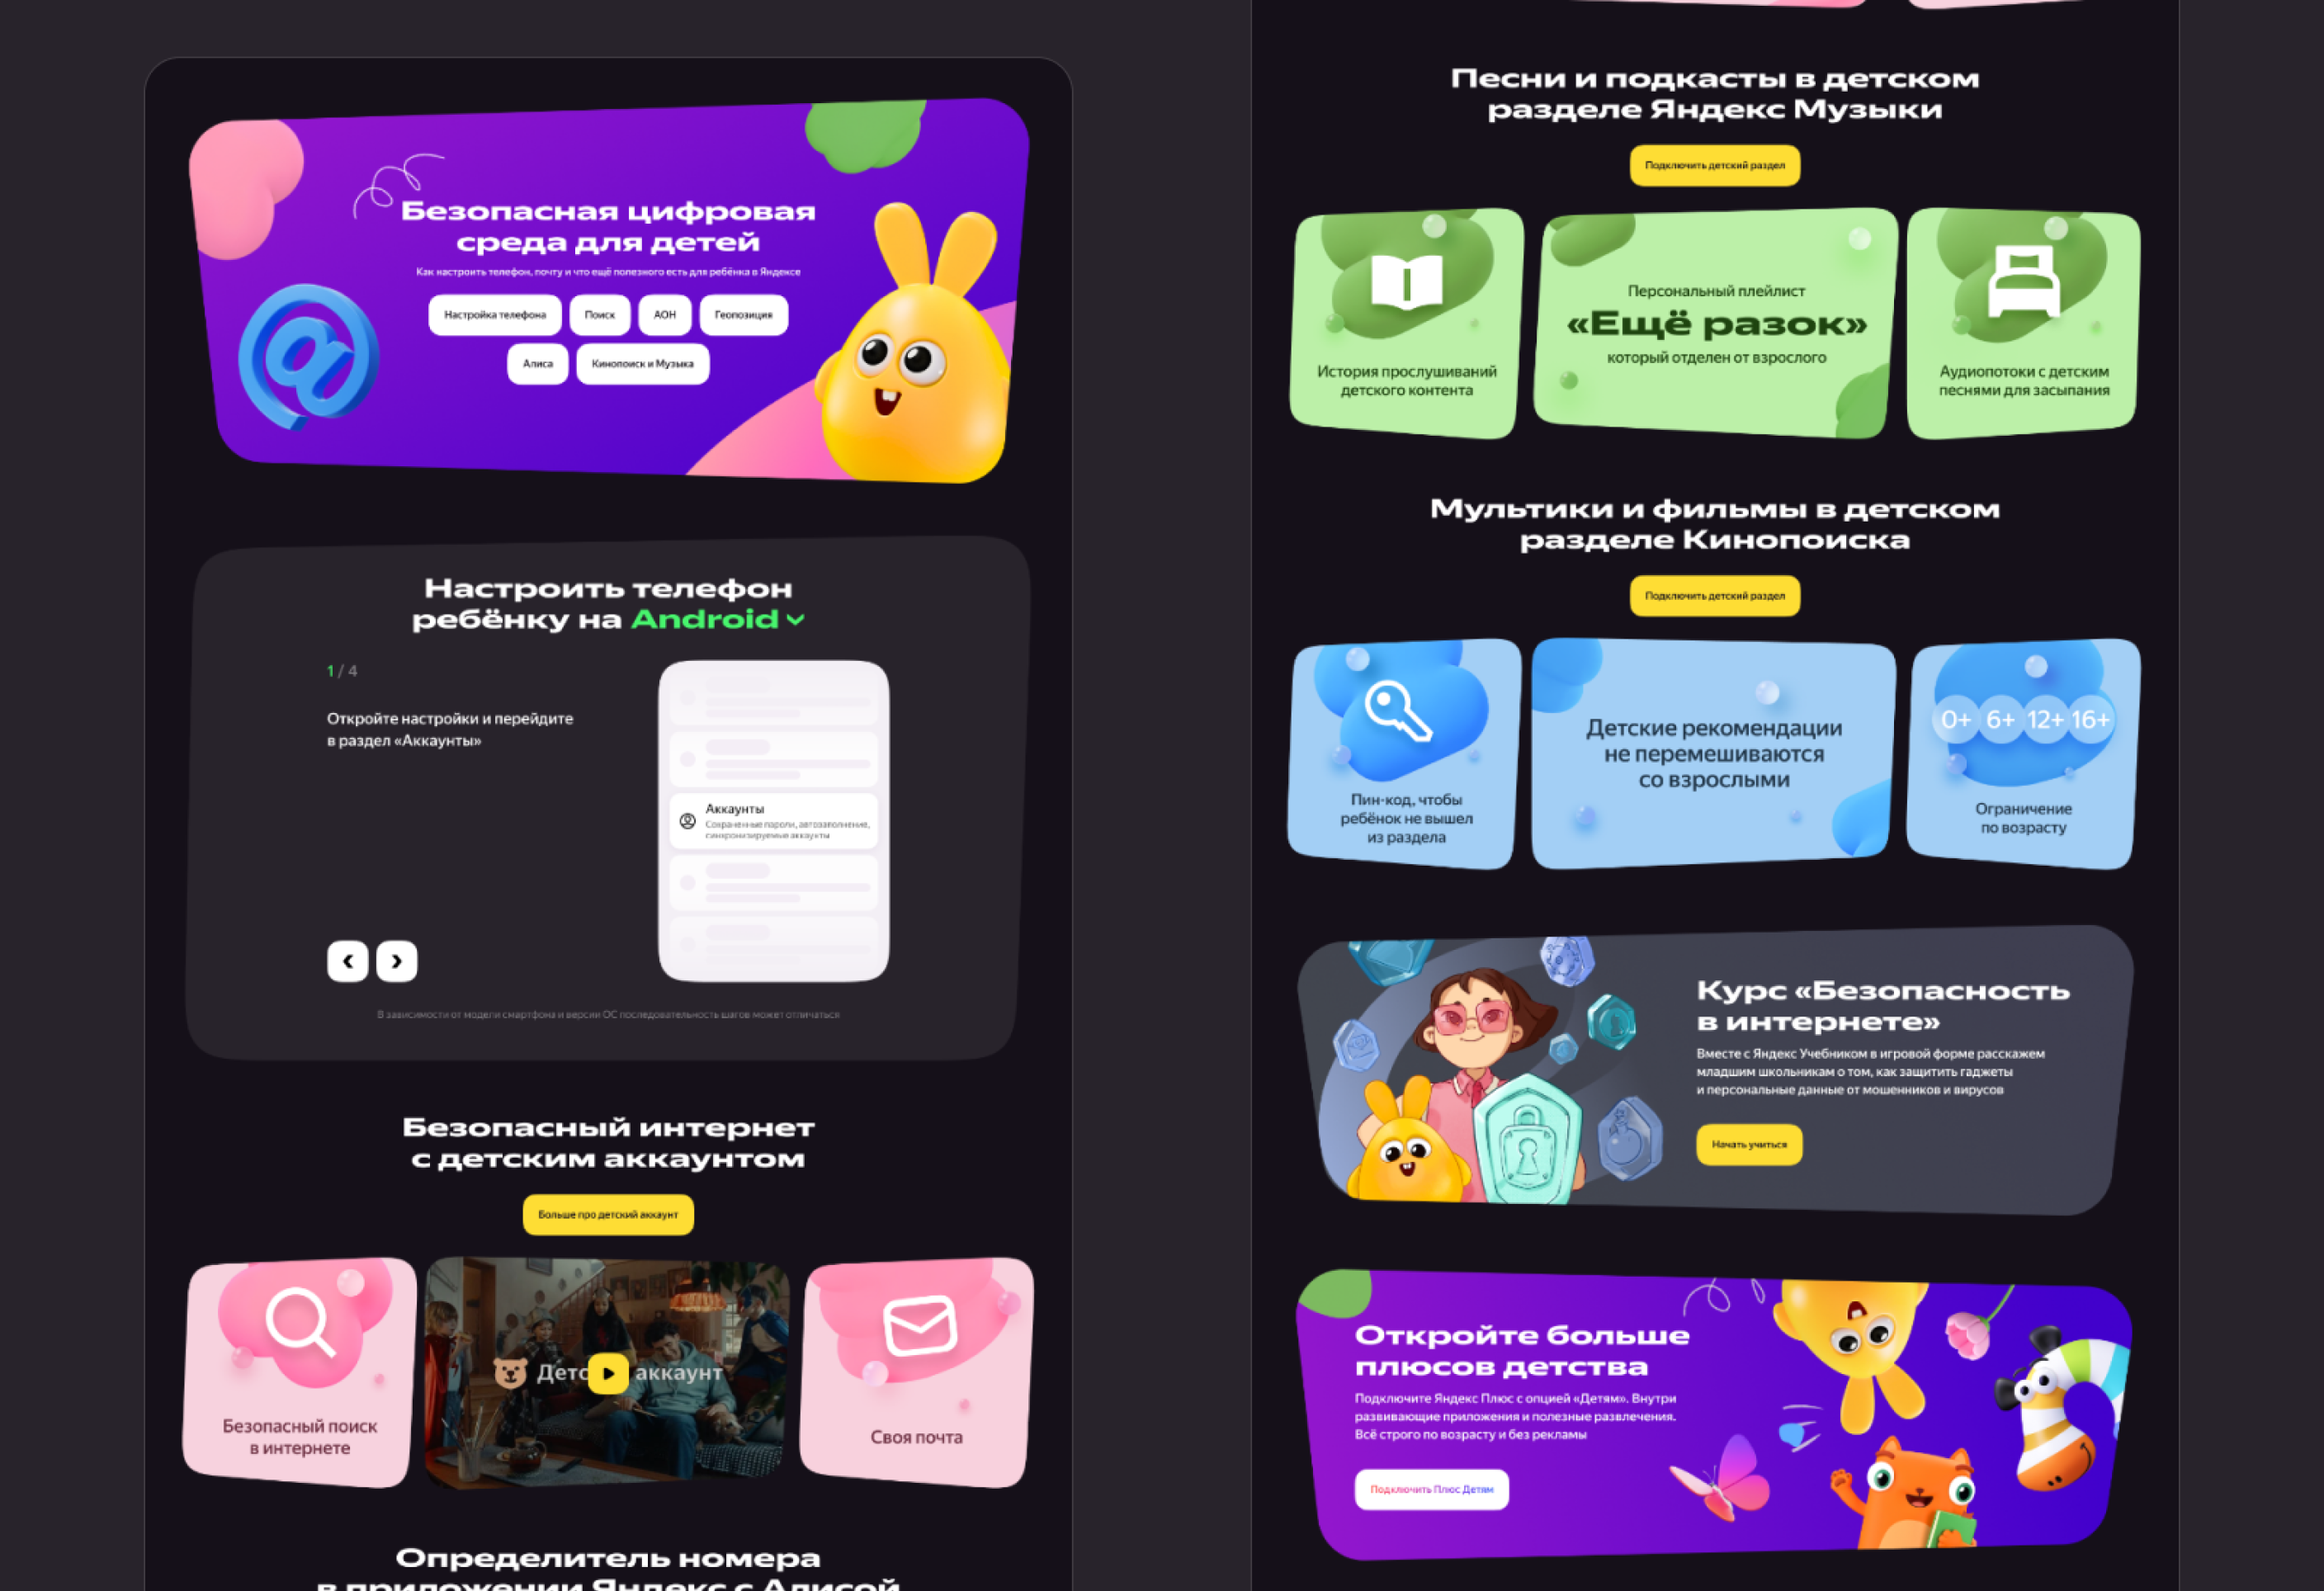 Безопасная цифровая
среда для детей
Как настроить телефон, почту и что ещё полезного есть для ребёнка в Яндексе
Настройка телефона
Поиск
АОН
Геопозиция
Алиса
Кинопоиск и Музыка
Настроить телефон
ребёнку на Android
1 / 4
Откройте настройки и перейдите
в раздел «Аккаунты»
Аккаунты
Сохраненные пароли, автозаполнение,
синхронизируемые аккаунты
В зависимости от модели смартфона и версии ОС последовательность шагов может отличаться
Безопасный интернет
с детским аккаунтом
Больше про детский аккаунт
Безопасный поиск
в интернете
Детс аккаунт
Своя почта
Определитель номера
в приложении Яндекс с Алисой
Песни и подкасты в детском
разделе Яндекс Музыки
Подключить детский раздел
История прослушиваний
детского контента
Персональный плейлист
«Ещё разок»
который отделен от взрослого
Аудиопотоки с детским
песнями для засыпания
Мультики и фильмы в детском
разделе Кинопоиска
Подключить детский раздел
Пин-код, чтобы
ребёнок не вышел
из раздела
Детские рекомендации
не перемешиваются
со взрослыми
0+ 6+ 12+ 16+
Ограничение
по возрасту
Курс «Безопасность
в интернете»
Вместе с Яндекс Учебником в игровой форме расскажем
младшим школьникам о том, как защитить гаджеты
и персональные данные от мошенников и вирусов
Начать учиться
Откройте больше
плюсов детства
Подключите Яндекс Плюс с опцией «Детям». Внутри
развивающие приложения и полезные развлечения.
Всё строго по возрасту и без рекламы
Подключить Плюс Детям